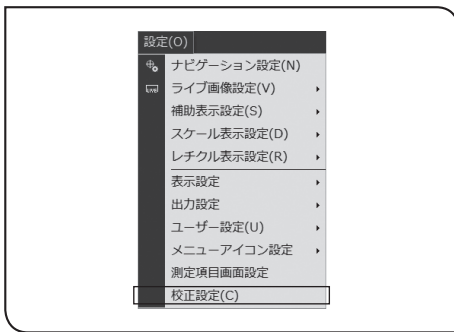 設定(O)
ナビゲーション設定(N)
LIVE
ライブ画像設定(V)
補助表示設定(S)
スケール表示設定(D)
レチクル表示設定(R)
表示設定
出力設定
ユーザー設定(U)
メニューアイコン設定
測定項目画面設定
校正設定(C)